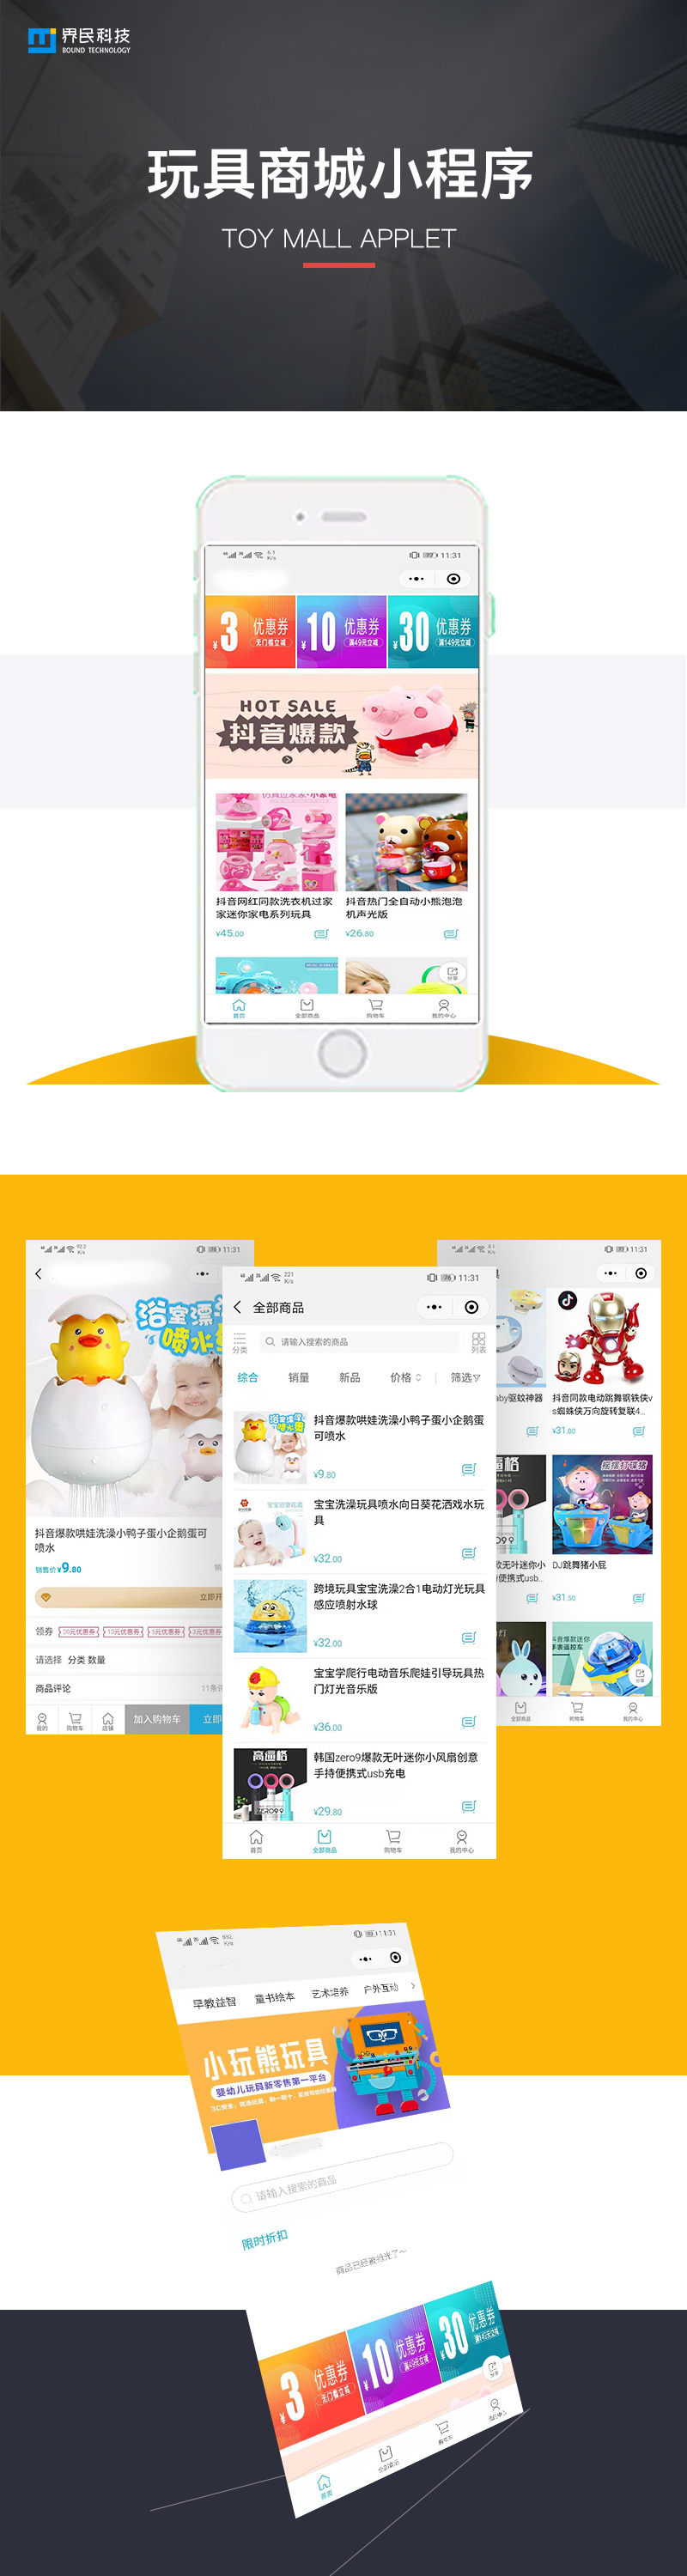 界民科技
BOUND TECHNOLOGY
玩具商城小程序
TOY MALL APPLET
11:31
¥3 优惠券 无门槛立减
¥10 优惠券 满49元立减
¥30 优惠券 满149元立减
HOT SALE
抖音爆款
抖音网红同款洗衣机过家
家迷你家电系列玩具
¥45.00
抖音热门全自动小熊泡泡
机声光版
¥26.80
分享
首页
全部商品
购物车
我的中心
11:31
抖音爆款哄娃洗澡小鸭子蛋小企鹅蛋可
喷水
销售价¥9.80
立即开
领券 20元优惠券 10元优惠券 5元优惠券 3元优惠券
请选择 分类 数量
商品评论
11条评
我的
购物车
店铺
加入购物车
立即
221 K/s
11:31
全部商品
分类
请输入搜索的商品
列表
综合 销量 新品 价格 筛选
抖音爆款哄娃洗澡小鸭子蛋小企鹅蛋
可喷水
¥9.80
宝宝洗澡玩具喷水向日葵花洒戏水玩
具
¥32.00
跨境玩具宝宝洗澡2合1电动灯光玩具
感应喷射水球
¥32.00
宝宝学爬行电动音乐爬娃引导玩具热
门灯光音乐版
¥36.00
高逼格
韩国zero9爆款无叶迷你小风扇创意
手持便携式usb充电
¥29.80
首页
全部商品
购物车
我的中心
11:31
aby驱蚊神器
抖音同款电动跳舞钢铁侠v
s蜘蛛侠万向旋转复联4...
¥31.00
款无叶迷你小
携式usb...
DJ跳舞猪小屁
¥31.50
分享
全部商品
购物车
我的中心
11:31
早教益智 童书绘本 艺术培养 户外互动
小玩熊玩具
婴幼儿玩具新零售第一平台
请输入搜索的商品
限时折扣
商品已经被抢光了~
¥3 优惠券 无门槛立减
¥10 优惠券 满49元立减
¥30 优惠券 满149元立减
分享
首页
全部商品
购物车
我的中心